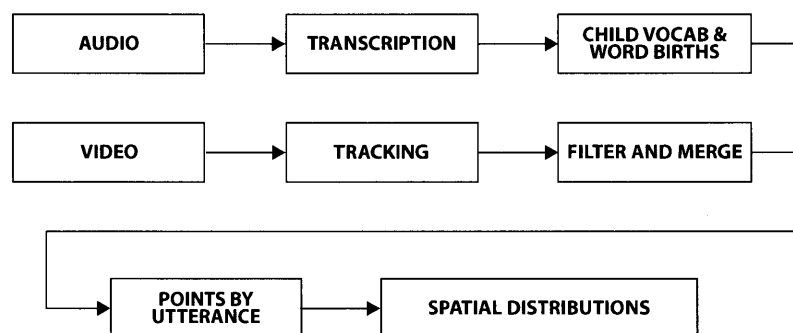 AUDIO
TRANSCRIPTION
CHILD VOCAB &
WORD BIRTHS
VIDEO
TRACKING
FILTER AND MERGE
POINTS BY
UTTERANCE
SPATIAL DISTRIBUTIONS